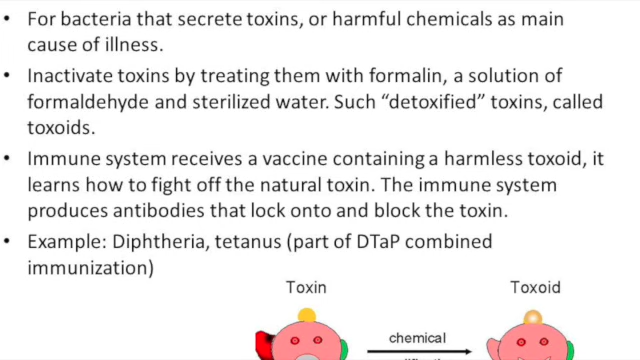 • For bacteria that secrete toxins, or harmful chemicals as main
cause of illness.
• Inactivate toxins by treating them with formalin, a solution of
formaldehyde and sterilized water. Such “detoxified” toxins, called
toxoids.
• Immune system receives a vaccine containing a harmless toxoid, it
learns how to fight off the natural toxin. The immune system
produces antibodies that lock onto and block the toxin.
• Example: Diphtheria, tetanus (part of DTaP combined
immunization)
Toxin
Toxoid
chemical